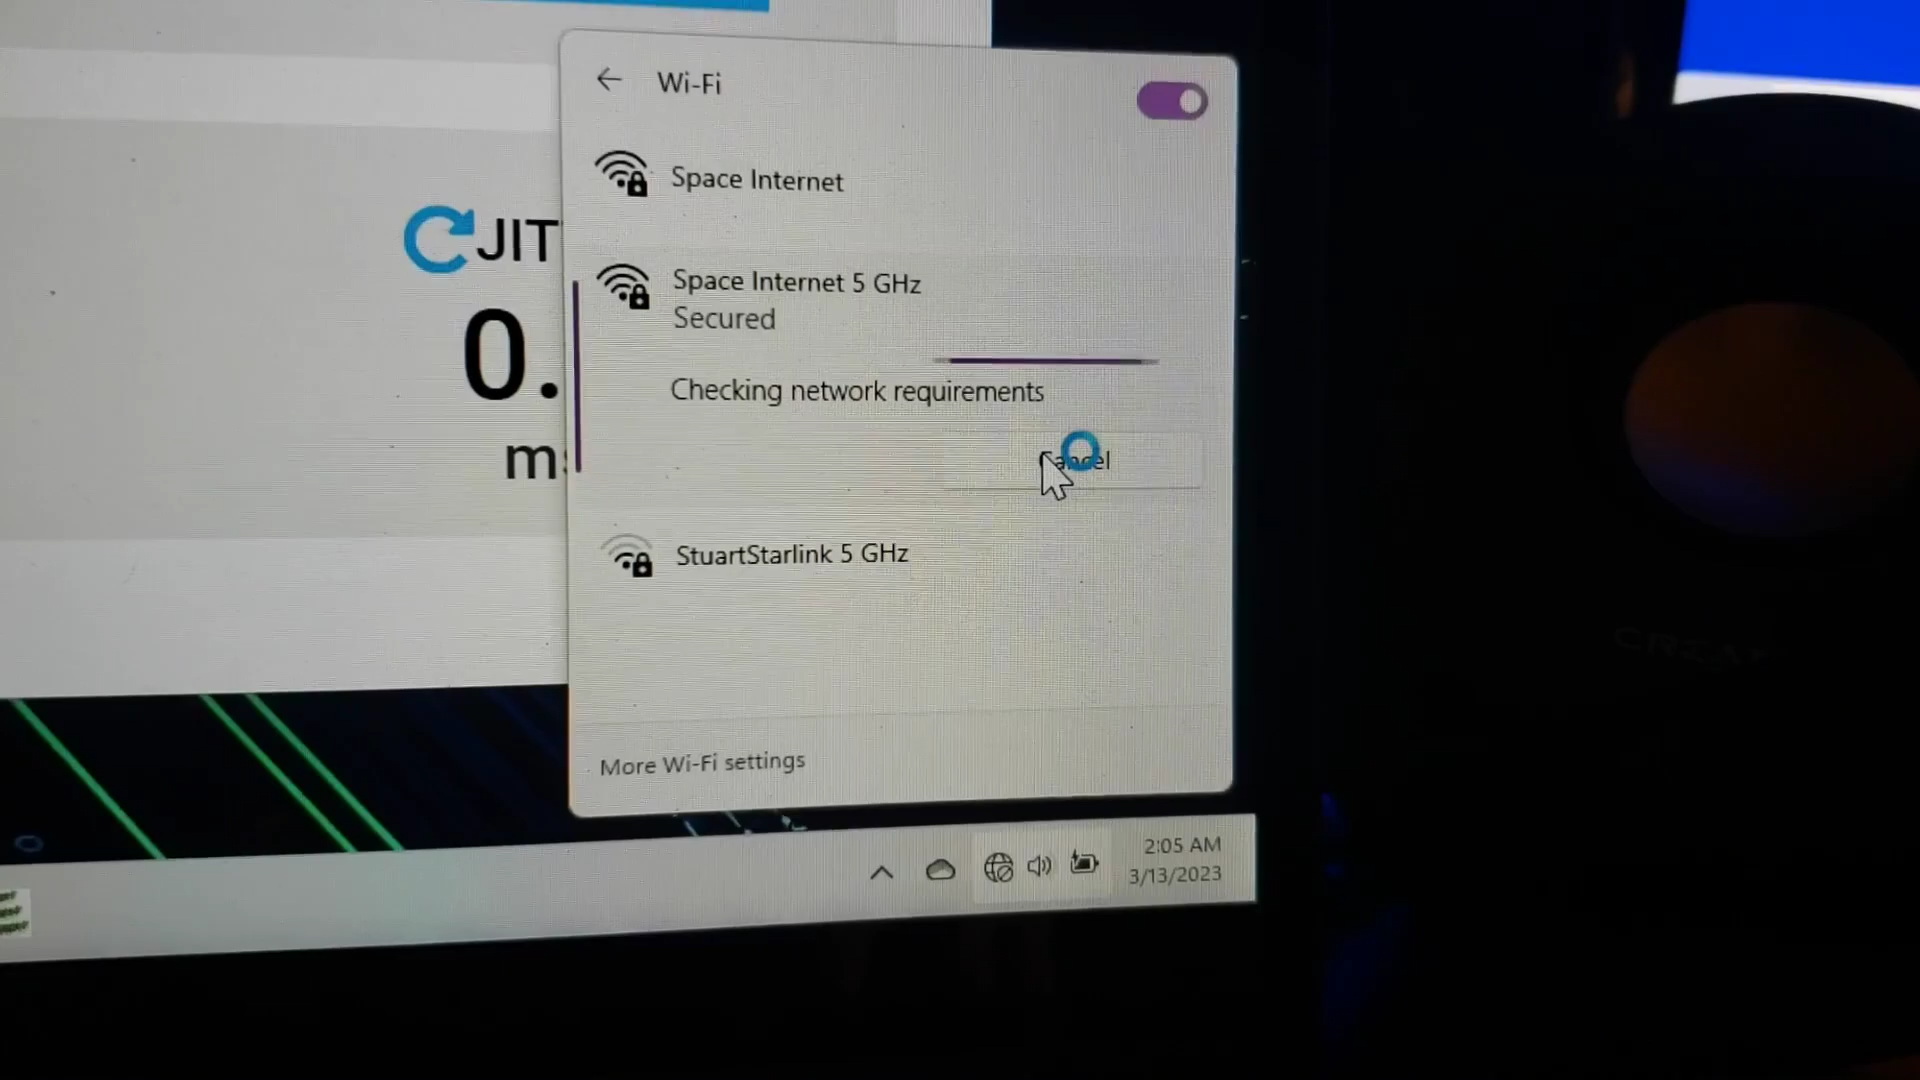 Wi-Fi
Space Internet
JIT
Space Internet 5 GHz
Secured
0.
Checking network requirements
Cancel
m
StuartStarlink 5 GHz
More Wi-Fi settings
2:05 AM
3/13/2023